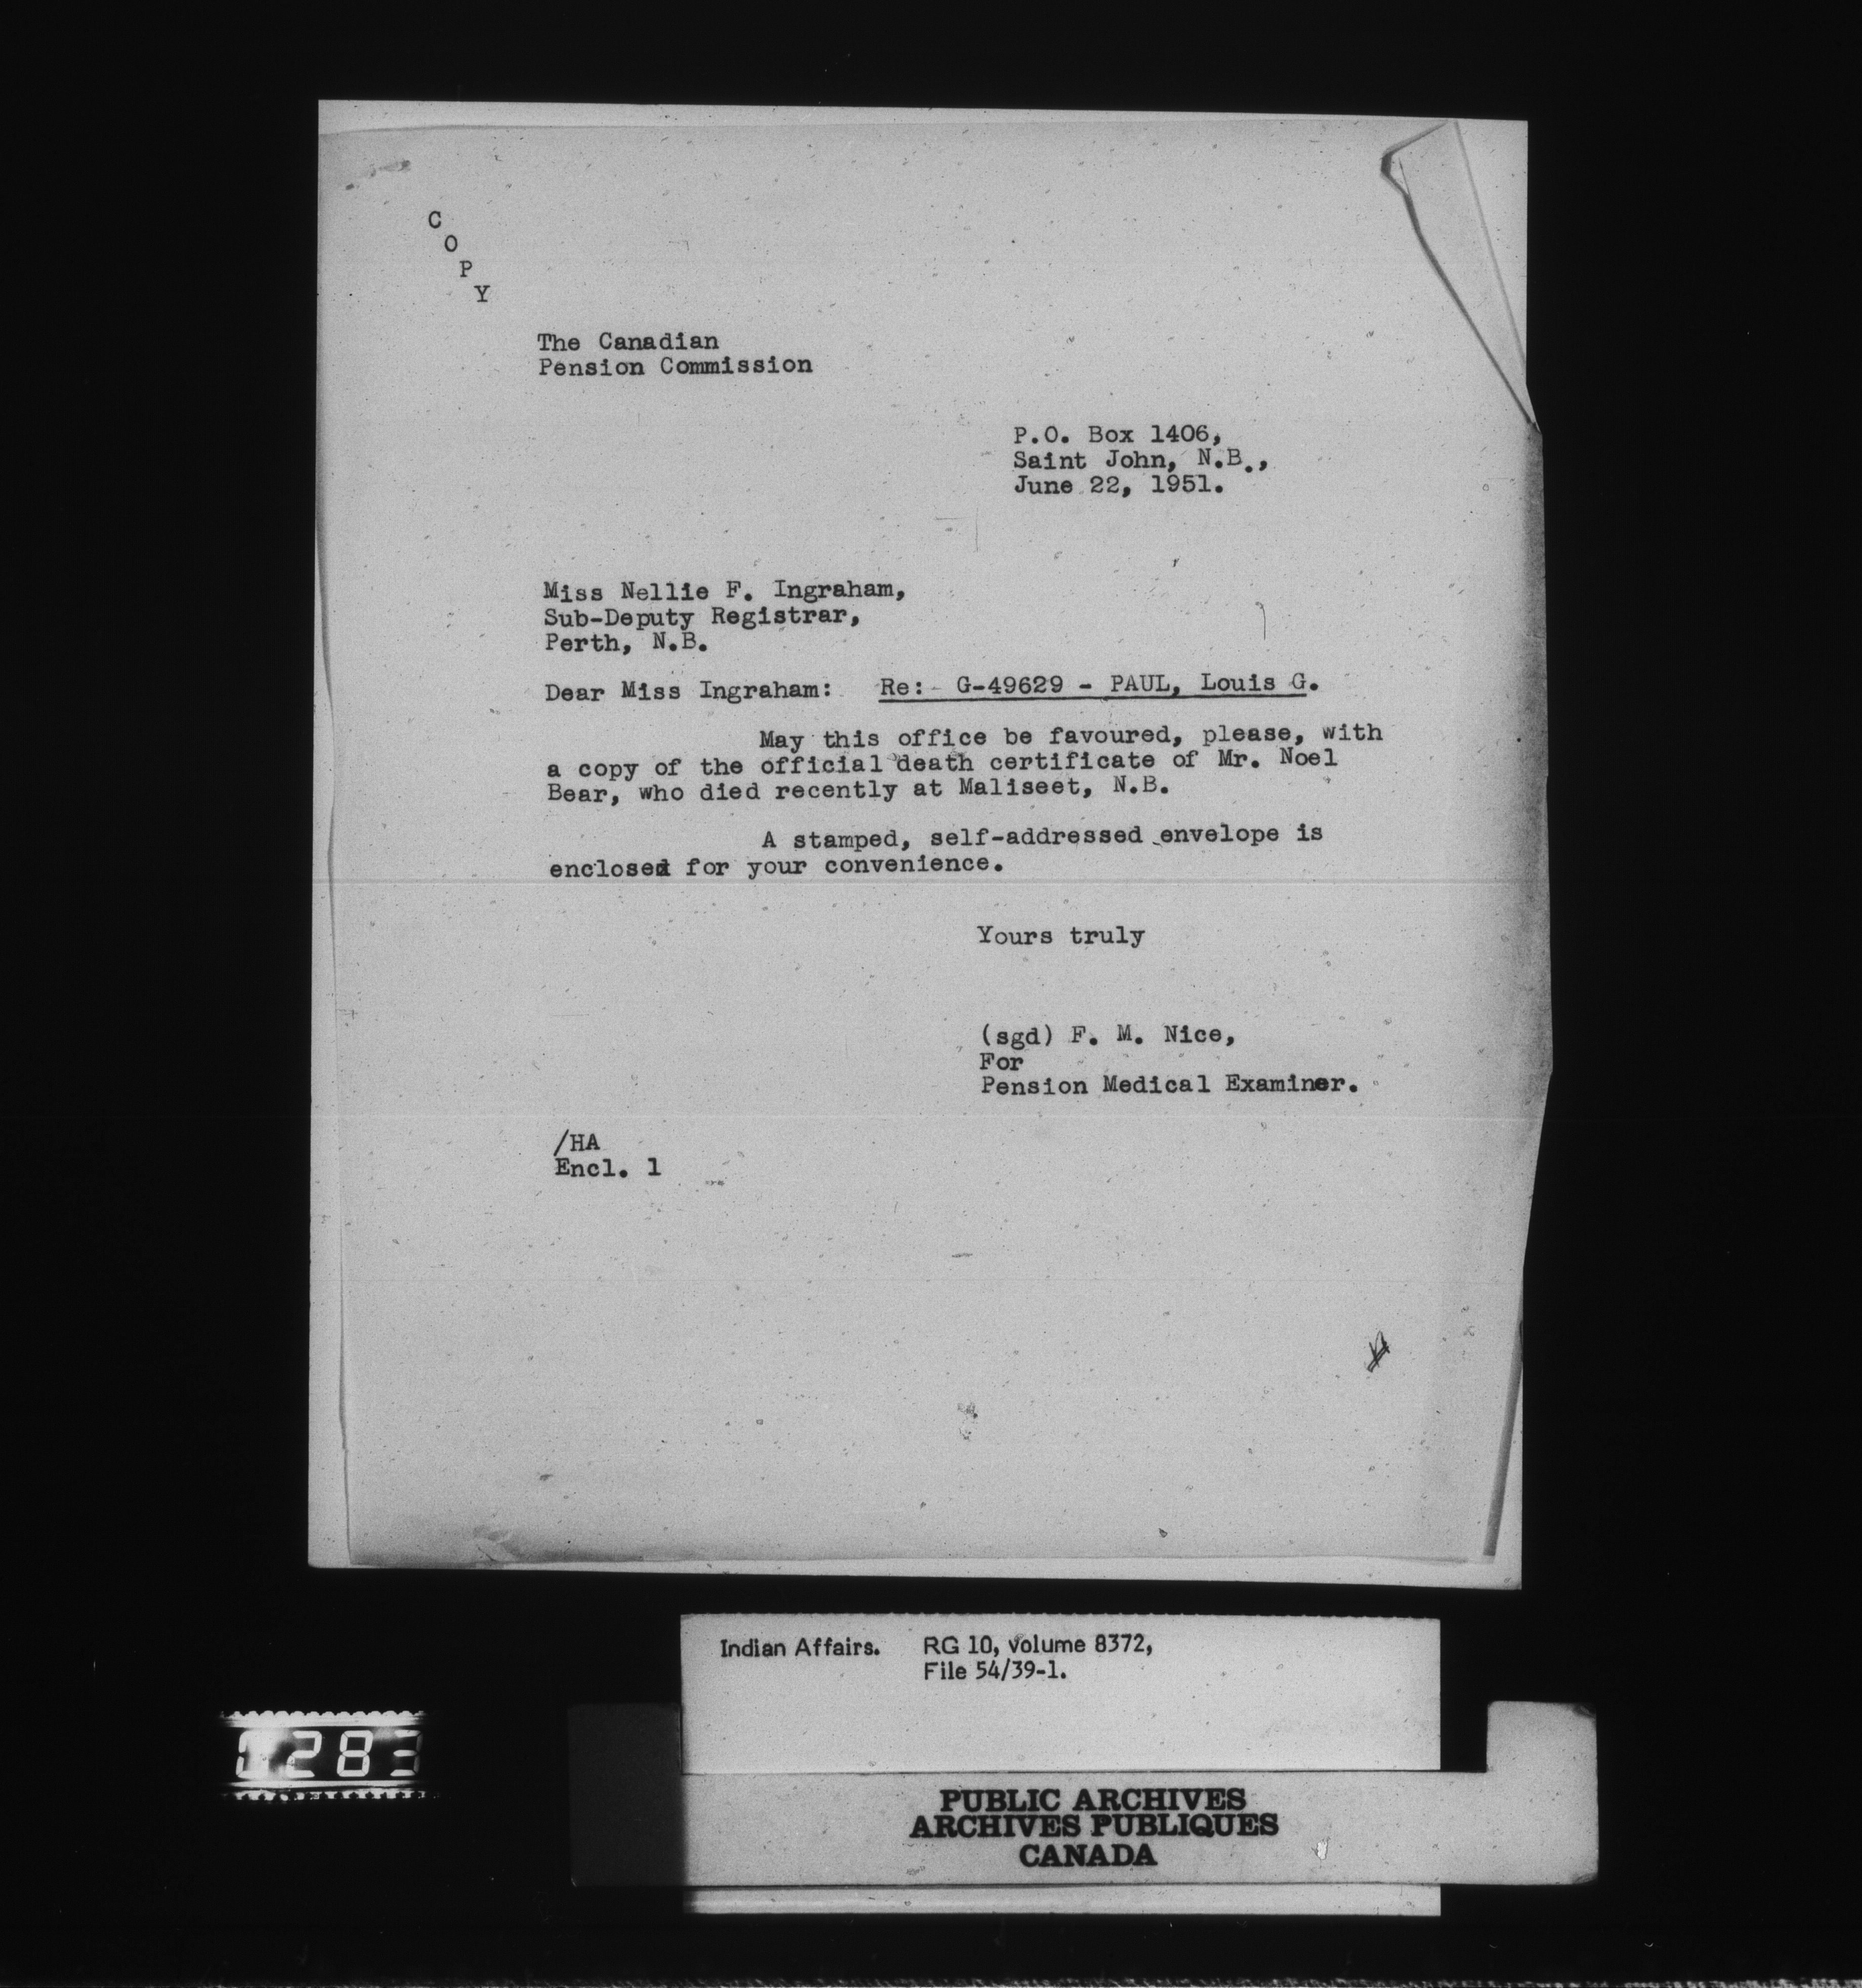 C
O
P
Y
The Canadian
Pension Commission
P.O. Box 1406,
Saint John, N.B.,
June 22, 1951.
Miss Nellie F. Ingraham,
Sub-Deputy Registrar,
Perth, N.B.
Dear Miss Ingraham: Re:- G-49629 - PAUL, Louis G.
May this office be favoured, please, with
a copy of the official death certificate of Mr. Noel
Bear, who died recently at Maliseet, N.B.
A stamped, self-addressed envelope is
enclosed for your convenience.
Yours truly
(sgd) F. M. Nice,
For
Pension Medical Examiner.
/HA
Encl. 1
Indian Affairs. RG 10, volume 8372,
File 54/39-1.
0283
PUBLIC ARCHIVES
ARCHIVES PUBLIQUES
CANADA